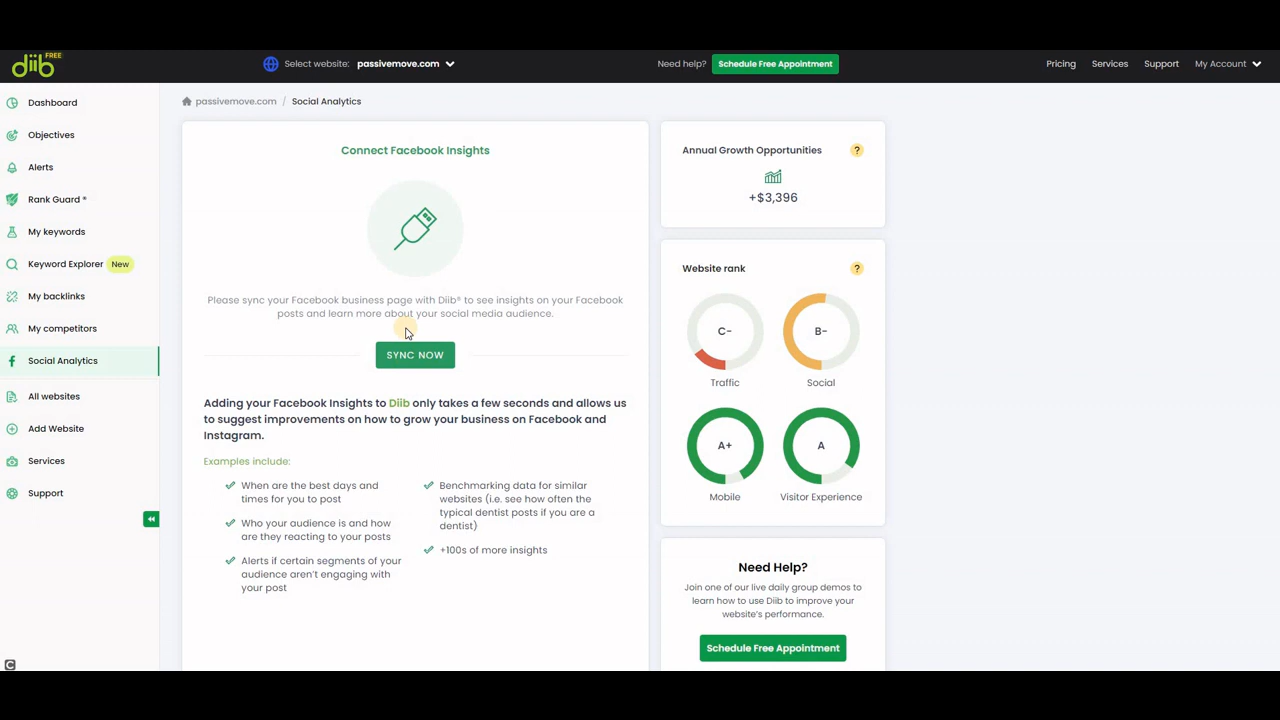 diib FREE
Select website: passivemove.com
Need help? Schedule Free Appointment
Pricing Services Support My Account
Dashboard
Objectives
Alerts
Rank Guard ®
My keywords
Keyword Explorer New
My backlinks
My competitors
Social Analytics
All websites
Add Website
Services
Support
passivemove.com / Social Analytics
Connect Facebook Insights
Please sync your Facebook business page with Diib® to see insights on your Facebook
posts and learn more about your social media audience.
SYNC NOW
Adding your Facebook Insights to Diib only takes a few seconds and allows us
to suggest improvements on how to grow your business on Facebook and
Instagram.
Examples include:
When are the best days and
times for you to post
Who your audience is and how
are they reacting to your posts
Alerts if certain segments of your
audience aren't engaging with
your post
Benchmarking data for similar
websites (i.e. see how often the
typical dentist posts if you are a
dentist)
+100s of more insights
Annual Growth Opportunities ?
+$3,396
Website rank ?
C-
Traffic
B-
Social
A+
Mobile
A
Visitor Experience
Need Help?
Join one of our live daily group demos to
learn how to use Diib to improve your
website's performance.
Schedule Free Appointment